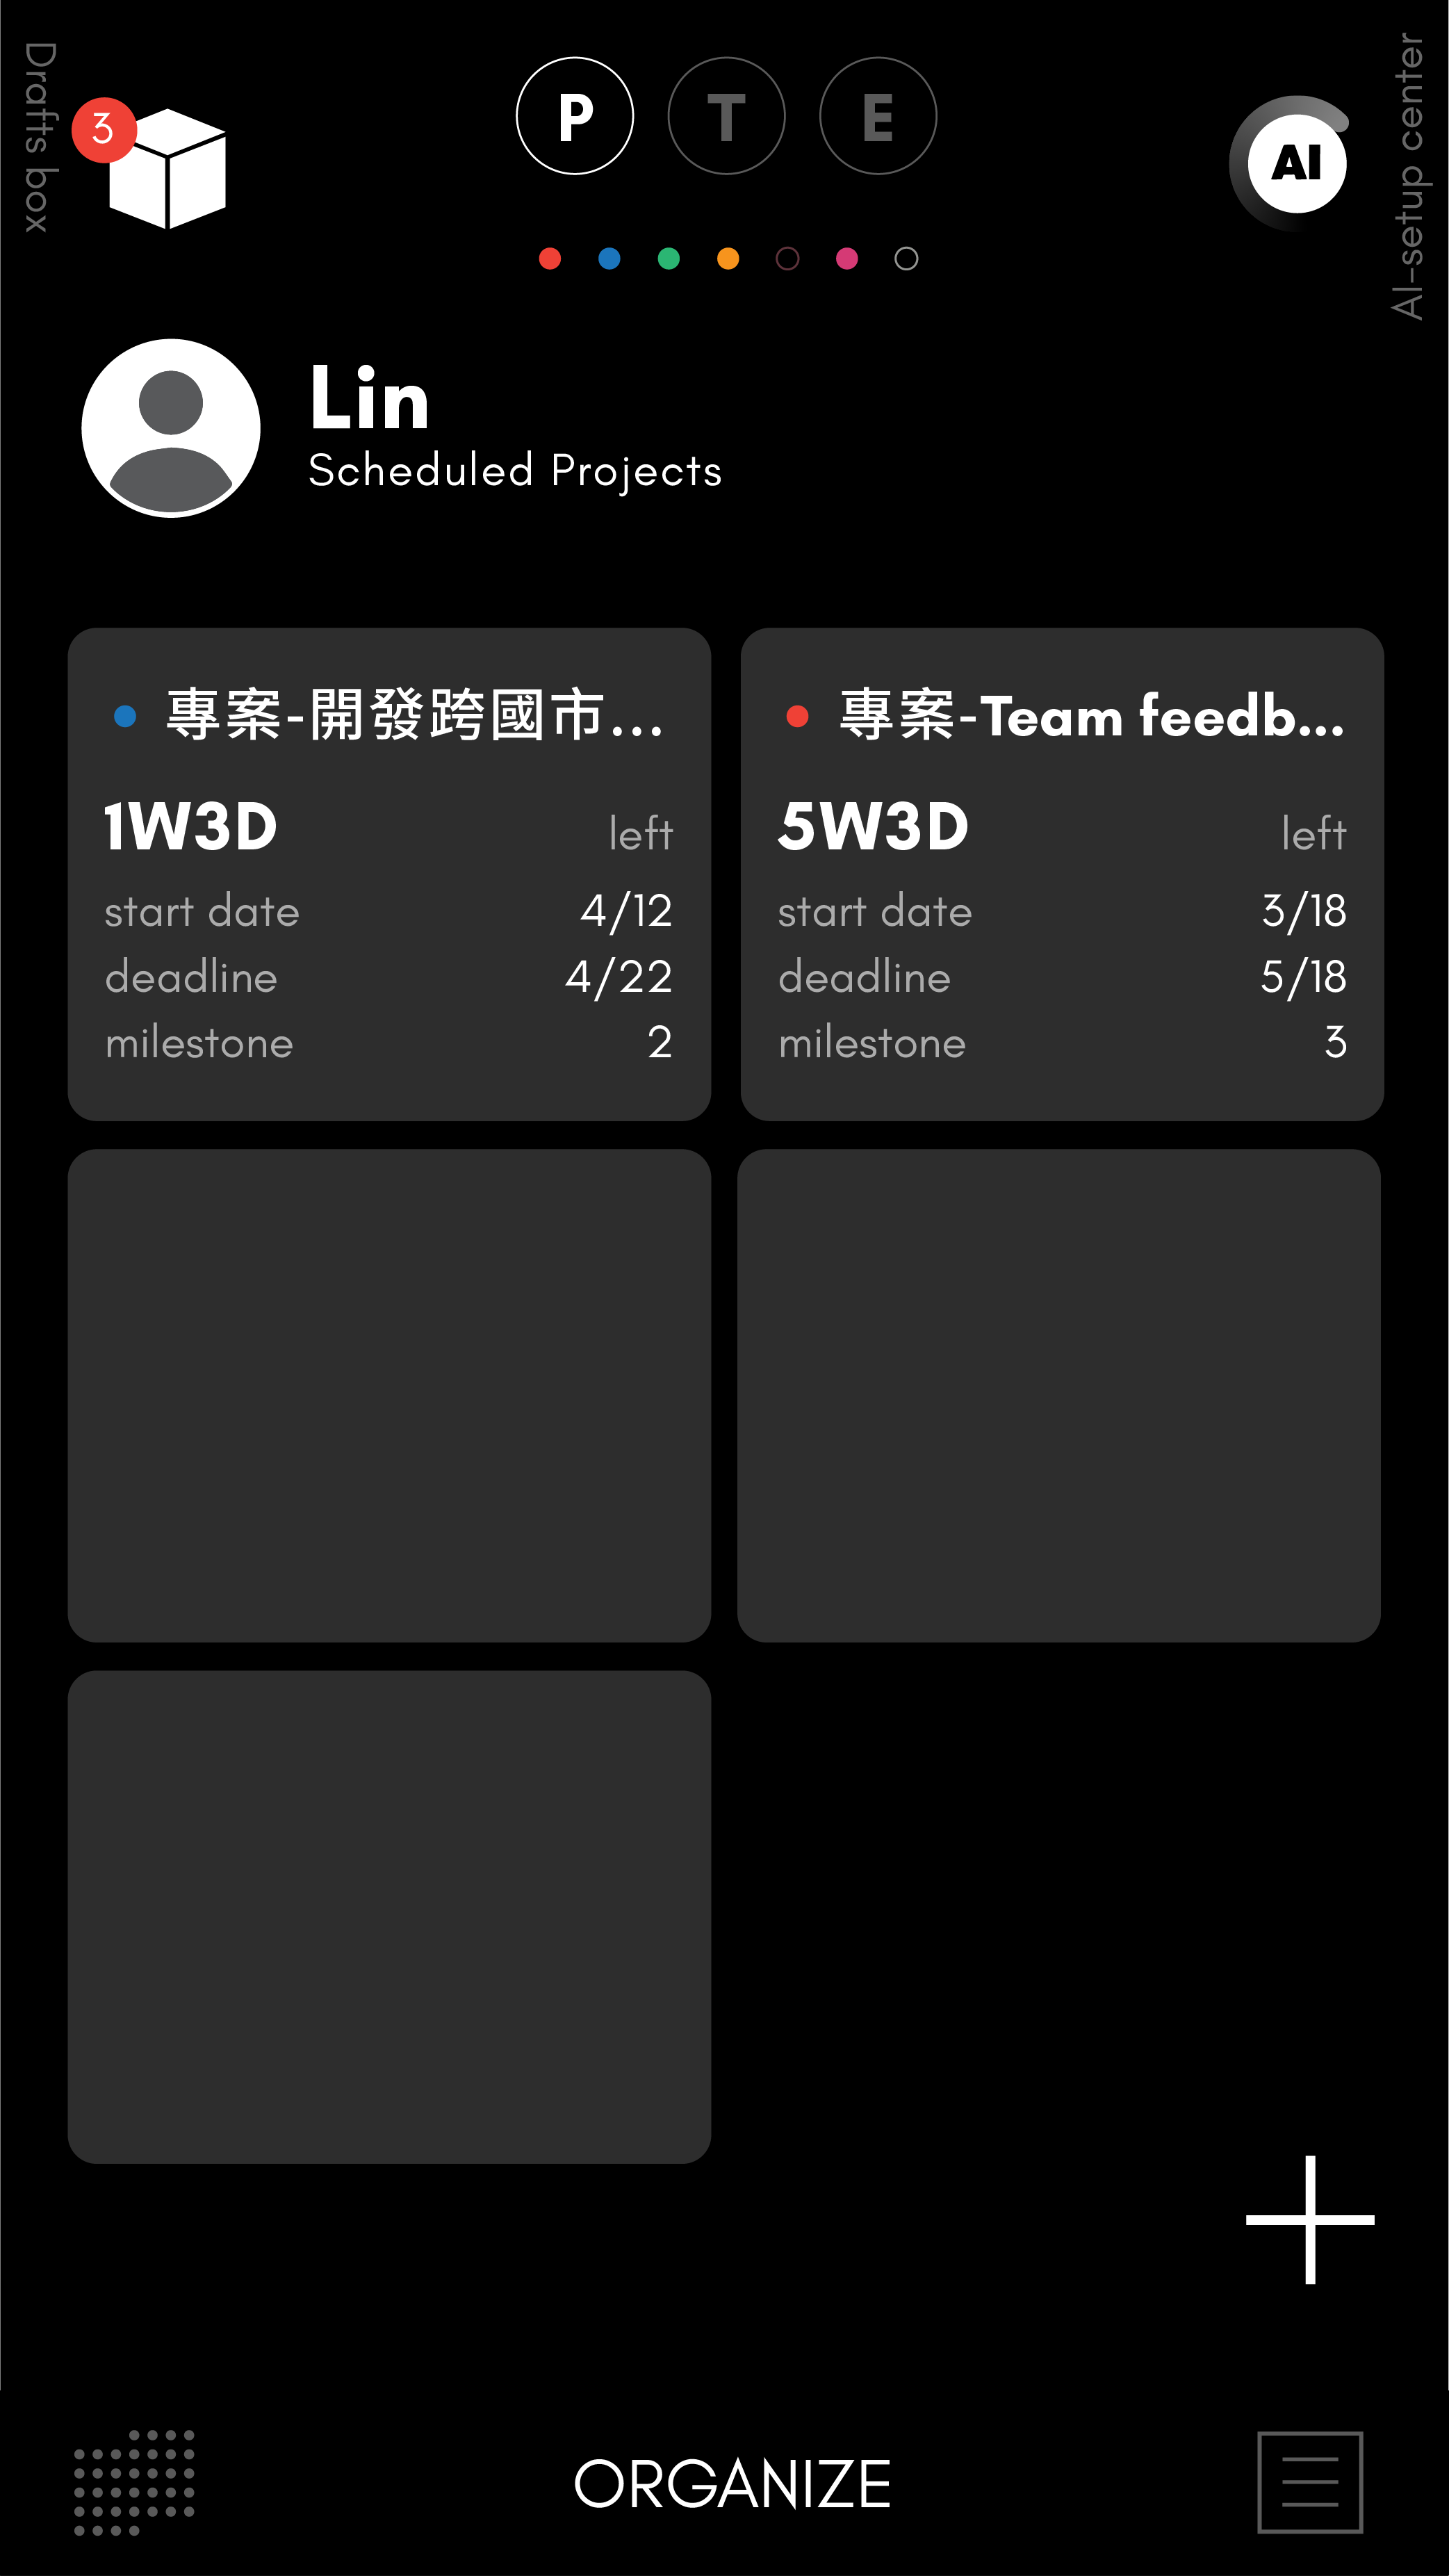 Drafts box
3
P T E
AI
AI-setup center
Lin
Scheduled Projects
專案-開發跨國市...
1W3D left
start date 4/12
deadline 4/22
milestone 2
專案-Team feedb...
5W3D left
start date 3/18
deadline 5/18
milestone 3
ORGANIZE